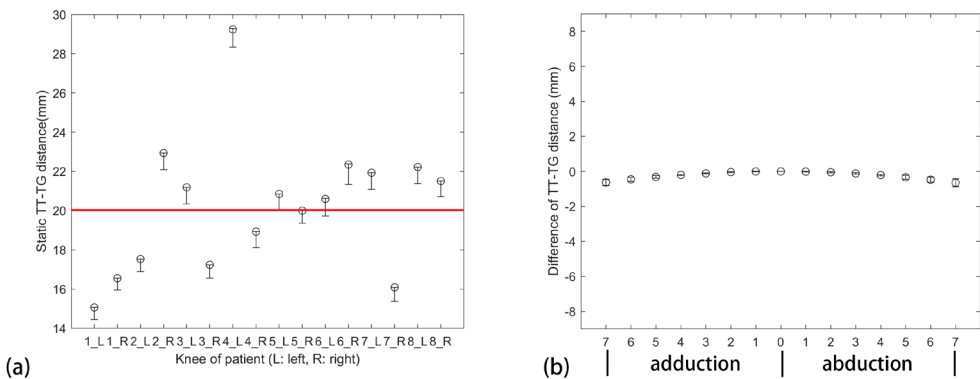 30
28
26
24
22
20
18
16
14
Static TT-TG distance(mm)
1_L 1_R 2_L 2_R 3_L 3_R 4_L 4_R 5_L 5_R 6_L 6_R 7_L 7_R 8_L 8_R
Knee of patient (L: left, R: right)
(a)
8
6
4
2
0
-2
-4
-6
-8
Difference of TT-TG distance (mm)
7 6 5 4 3 2 1 0 1 2 3 4 5 6 7
adduction abduction
(b)